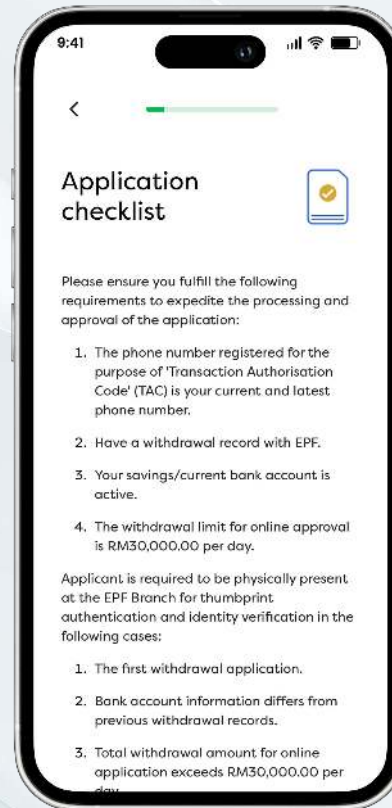 9:41
Application
checklist
Please ensure you fulfill the following
requirements to expedite the processing and
approval of the application:
1. The phone number registered for the
purpose of 'Transaction Authorisation
Code' (TAC) is your current and latest
phone number.
2. Have a withdrawal record with EPF.
3. Your savings/current bank account is
active.
4. The withdrawal limit for online approval
is RM30,000.00 per day.
Applicant is required to be physically present
at the EPF Branch for thumbprint
authentication and identity verification in the
following cases:
1. The first withdrawal application.
2. Bank account information differs from
previous withdrawal records.
3. Total withdrawal amount for online
application exceeds RM30,000.00 per
day